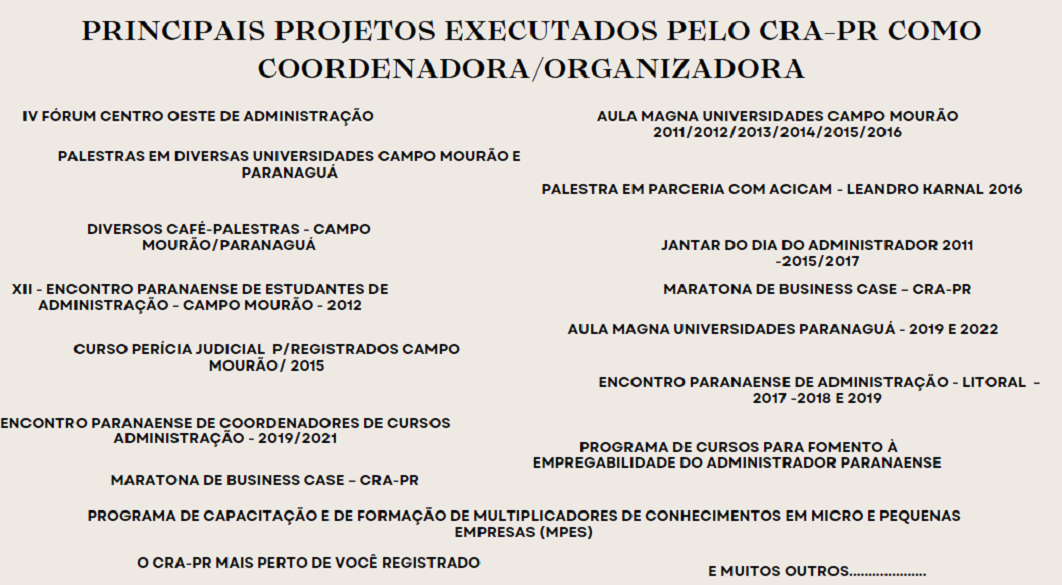 PRINCIPAIS PROJETOS EXECUTADOS PELO CRA-PR COMO
COORDENADORA/ORGANIZADORA
IV FÓRUM CENTRO OESTE DE ADMINISTRAÇÃO
PALESTRAS EM DIVERSAS UNIVERSIDADES CAMPO MOURÃO E
PARANAGUÁ
DIVERSOS CAFÉ-PALESTRAS - CAMPO
MOURÃO/PARANAGUÁ
XII - ENCONTRO PARANAENSE DE ESTUDANTES DE
ADMINISTRAÇÃO – CAMPO MOURÃO - 2012
CURSO PERÍCIA JUDICIAL P/REGISTRADOS CAMPO
MOURÃO/ 2015
ENCONTRO PARANAENSE DE COORDENADORES DE CURSOS
ADMINISTRAÇÃO - 2019/2021
MARATONA DE BUSINESS CASE – CRA-PR
AULA MAGNA UNIVERSIDADES CAMPO MOURÃO
2011/2012/2013/2014/2015/2016
PALESTRA EM PARCERIA COM ACICAM - LEANDRO KARNAL 2016
JANTAR DO DIA DO ADMINISTRADOR 2011
-2015/2017
MARATONA DE BUSINESS CASE – CRA-PR
AULA MAGNA UNIVERSIDADES PARANAGUÁ - 2019 E 2022
ENCONTRO PARANAENSE DE ADMINISTRAÇÃO - LITORAL –
2017 -2018 E 2019
PROGRAMA DE CURSOS PARA FOMENTO À
EMPREGABILIDADE DO ADMINISTRADOR PARANAENSE
PROGRAMA DE CAPACITAÇÃO E DE FORMAÇÃO DE MULTIPLICADORES DE CONHECIMENTOS EM MICRO E PEQUENAS
EMPRESAS (MPES)
O CRA-PR MAIS PERTO DE VOCÊ REGISTRADO
E MUITOS OUTROS....................